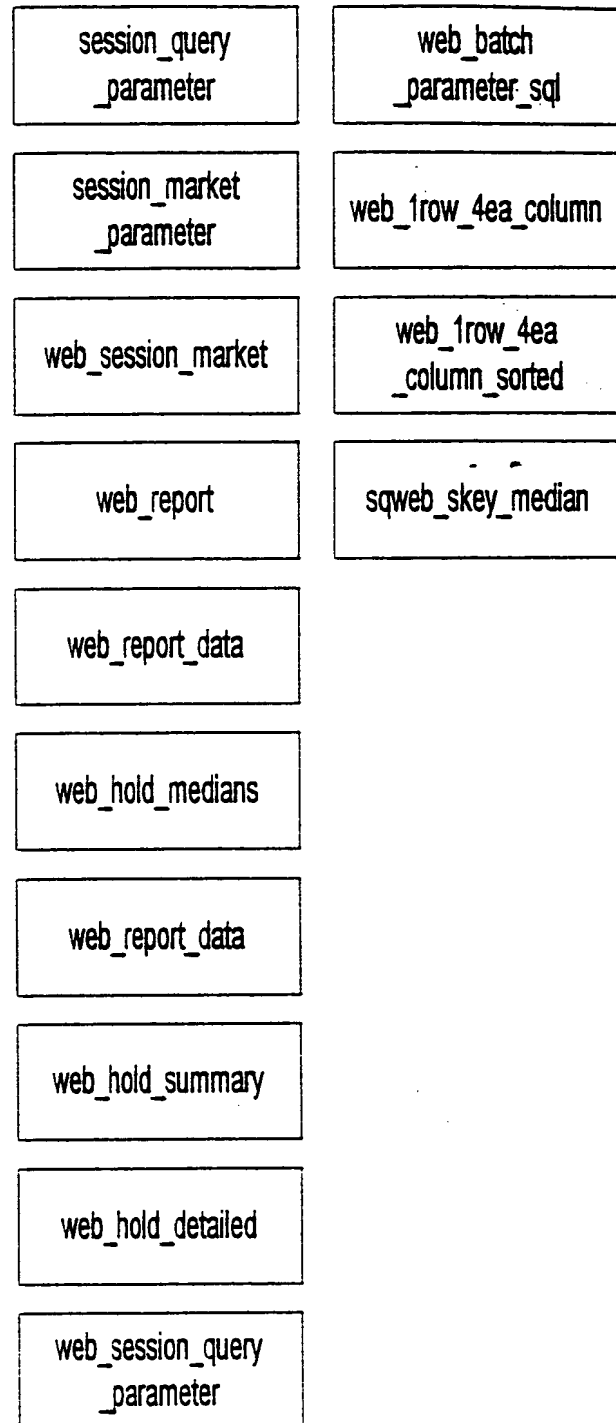 session_query
_parameter
session_market
_parameter
web_session_market
web_report
web_report_data
web_hold_medians
web_report_data
web_hold_summary
web_hold_detailed
web_session_query
_parameter
web_batch
_parameter_sql
web_1row_4ea_column
web_1row_4ea
_column_sorted
sqweb_skey_median